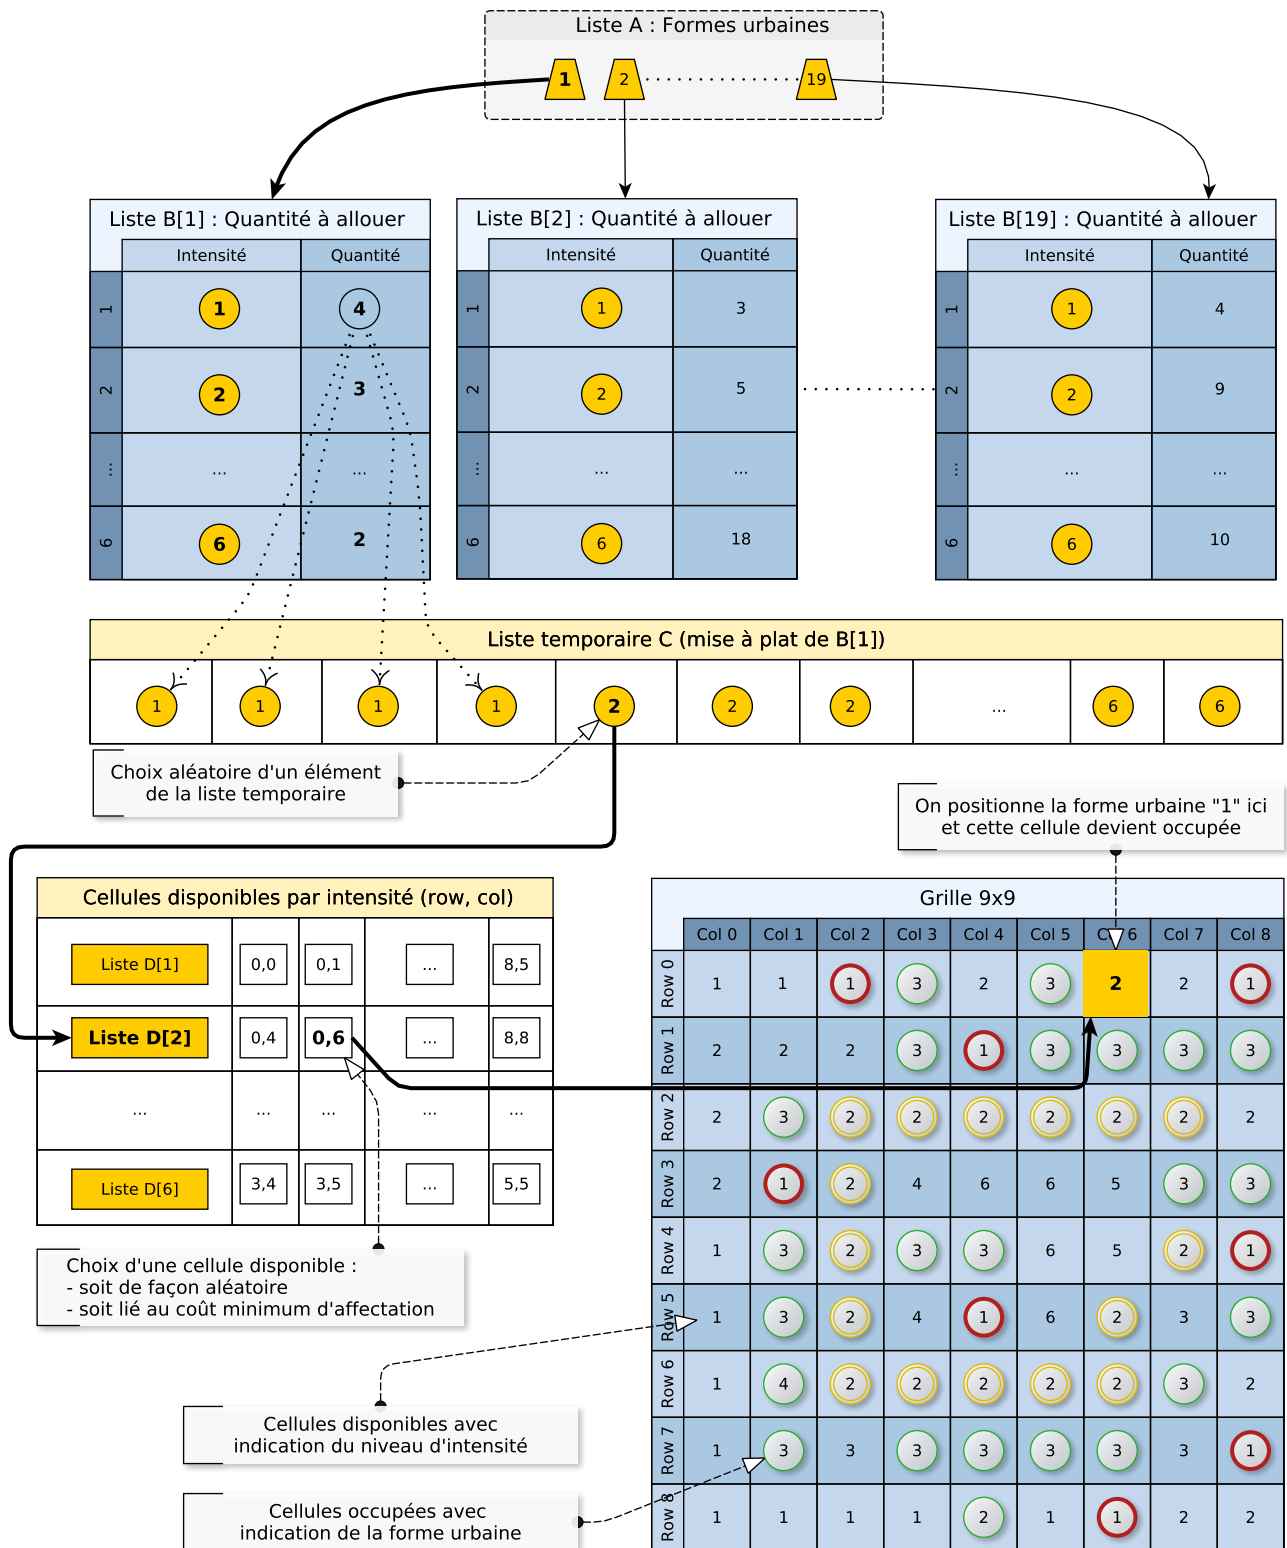 Liste A : Formes urbaines
1 2 19
Liste B[1] : Quantité à allouer
Intensité Quantité
1 1 4
2 2 3
... ... ...
6 6 2
Liste B[2] : Quantité à allouer
Intensité Quantité
1 1 3
2 2 5
... ... ...
6 6 18
Liste B[19] : Quantité à allouer
Intensité Quantité
1 1 4
2 2 9
... ... ...
6 6 10
Liste temporaire C (mise à plat de B[1])
1 1 1 1 2 2 2 ... 6 6
Choix aléatoire d'un élément
de la liste temporaire
On positionne la forme urbaine "1" ici
et cette cellule devient occupée
Cellules disponibles par intensité (row, col)
Liste D[1] 0,0 0,1 ... 8,5
Liste D[2] 0,4 0,6 ... 8,8
... ... ... ... ...
Liste D[6] 3,4 3,5 ... 5,5
Choix d'une cellule disponible :
- soit de façon aléatoire
- soit lié au coût minimum d'affectation
Cellules disponibles avec
indication du niveau d'intensité
Cellules occupées avec
indication de la forme urbaine
Grille 9x9
Col 0 Col 1 Col 2 Col 3 Col 4 Col 5 Col 6 Col 7 Col 8
Row 0 1 1 1 3 2 3 2 2 1
Row 1 2 2 2 3 1 3 3 3 3
Row 2 2 3 2 2 2 2 2 2 2
Row 3 2 1 2 4 6 6 5 3 3
Row 4 1 3 2 3 3 6 5 2 1
Row 5 1 3 2 4 1 6 2 3 3
Row 6 1 4 2 2 2 2 2 3 2
Row 7 1 3 3 3 3 3 3 3 1
Row 8 1 1 1 1 2 1 1 2 2